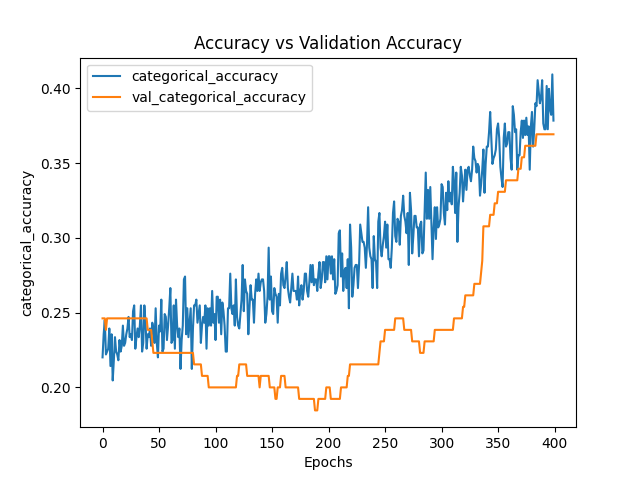 Accuracy vs Validation Accuracy
categorical_accuracy
val_categorical_accuracy
categorical_accuracy
0.40
0.35
0.30
0.25
0.20
0 50 100 150 200 250 300 350 400
Epochs